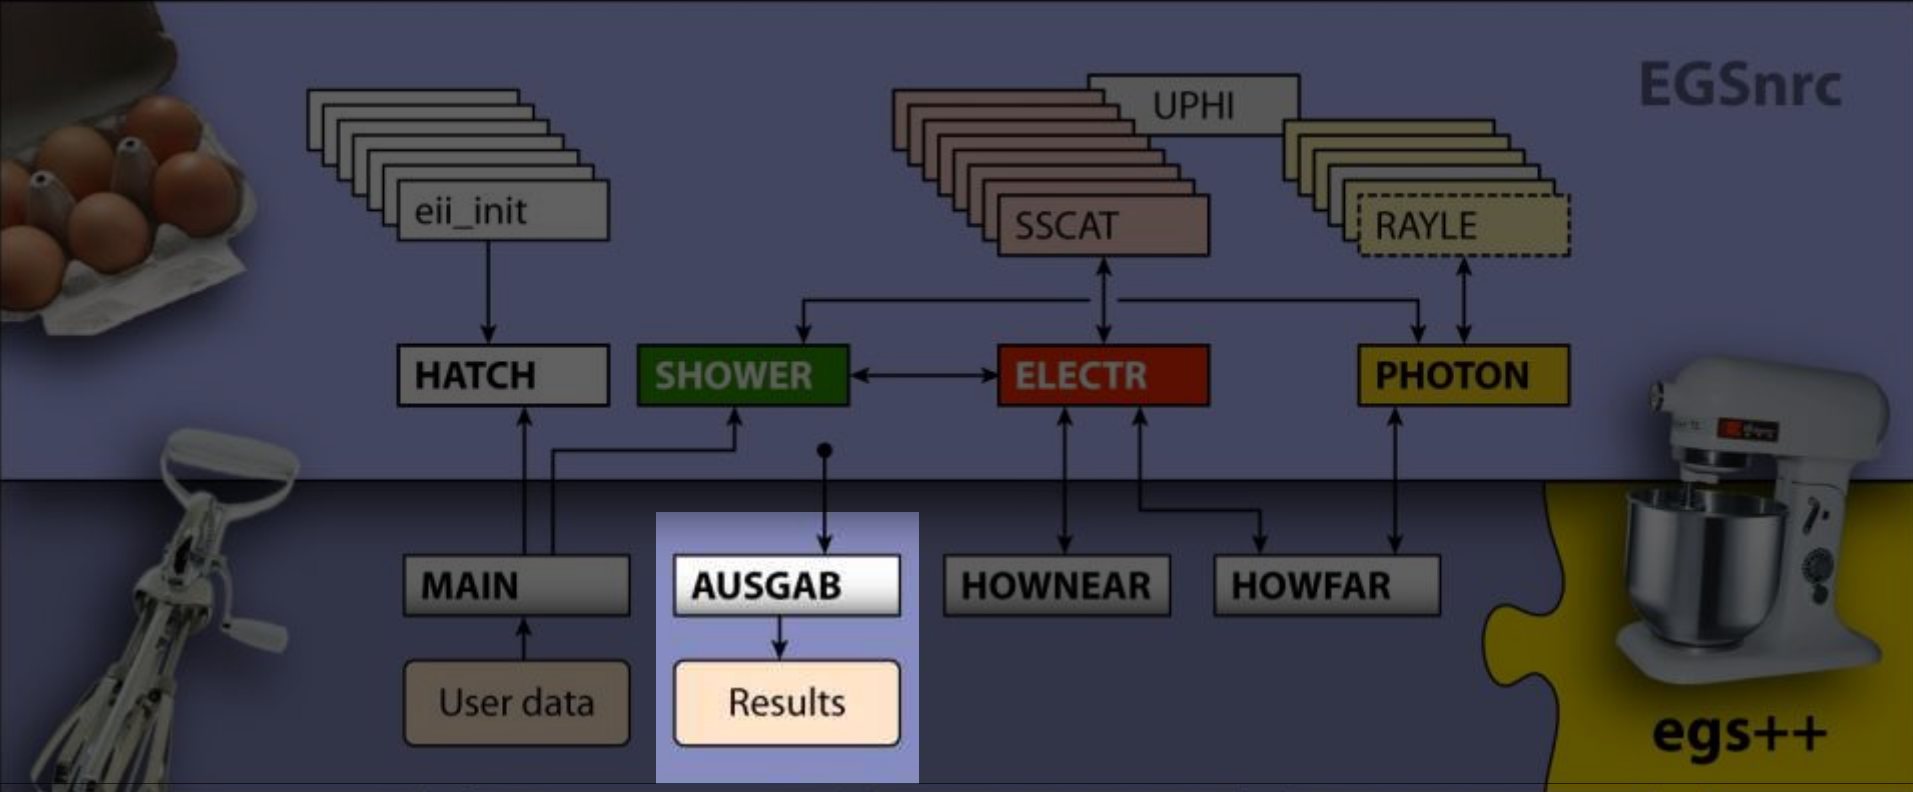 EGSnrc
UPHI
eii_init
SSCAT
RAYLE
HATCH
SHOWER
ELECTR
PHOTON
MAIN
AUSGAB
HOWNEAR
HOWFAR
User data
Results
egs++